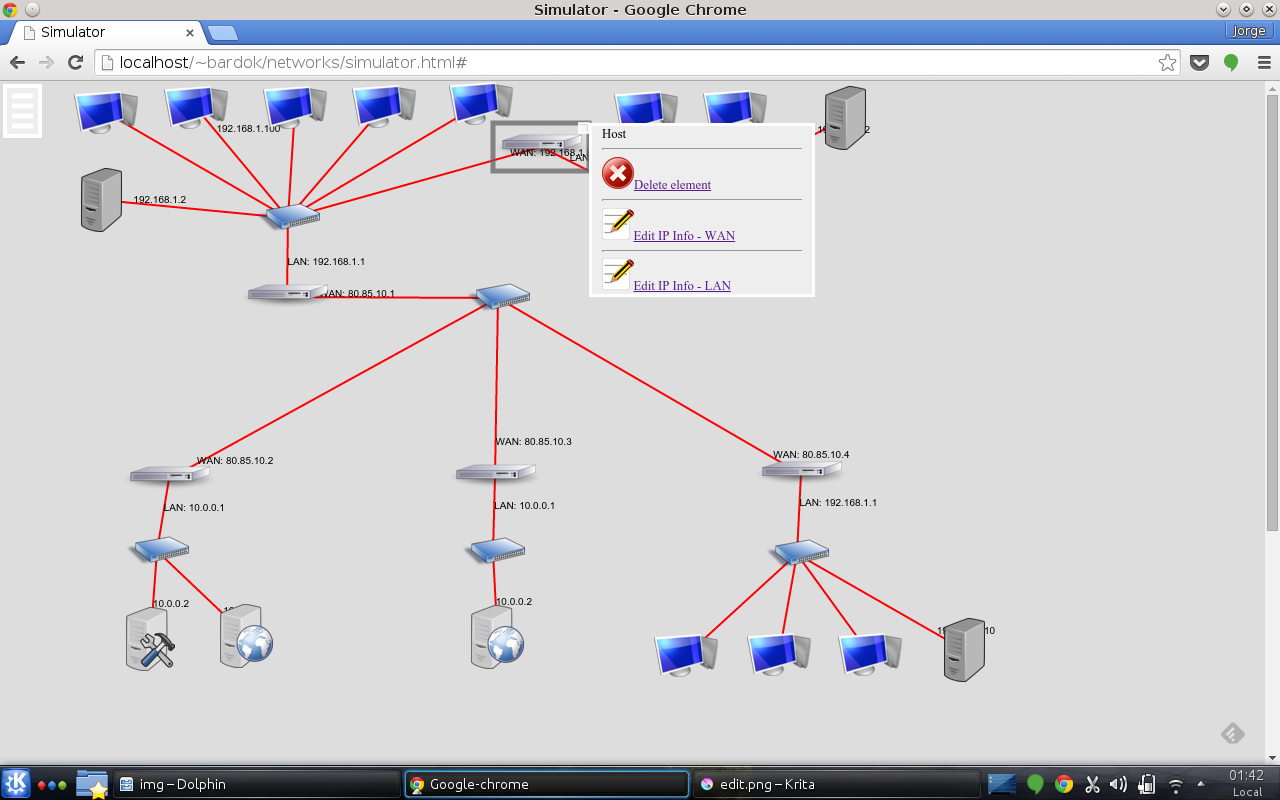 Simulator - Google Chrome
Simulator
Jorge
localhost/~bardok/networks/simulator.html#
192.168.1.100
WAN: 192.168.1.
LAN
Host
Delete element
Edit IP Info - WAN
Edit IP Info - LAN
192.168.1.2
LAN: 192.168.1.1
WAN: 80.85.10.1
WAN: 80.85.10.3
WAN: 80.85.10.2
WAN: 80.85.10.4
LAN: 10.0.0.1
LAN: 10.0.0.1
LAN: 192.168.1.1
10.0.0.2
10.0.0.2
img – Dolphin
Google-chrome
edit.png – Krita
01:42
Local